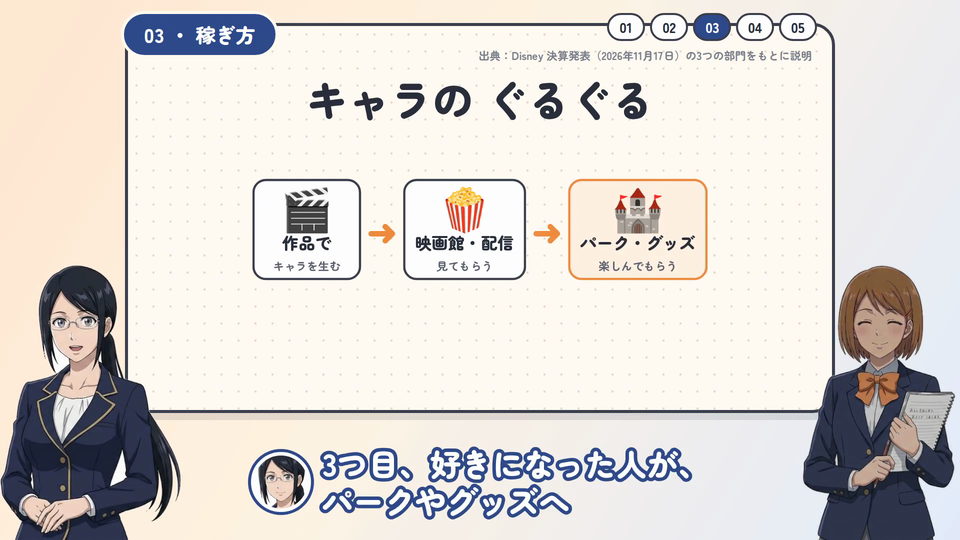 03 ・ 稼ぎ方
01 02 03 04 05
出典：Disney 決算発表（2026年11月17日）の3つの部門をもとに説明
キャラの ぐるぐる
作品で
キャラを生む
映画館・配信
見てもらう
パーク・グッズ
楽しんでもらう
3つ目、好きになった人が、
パークやグッズへ